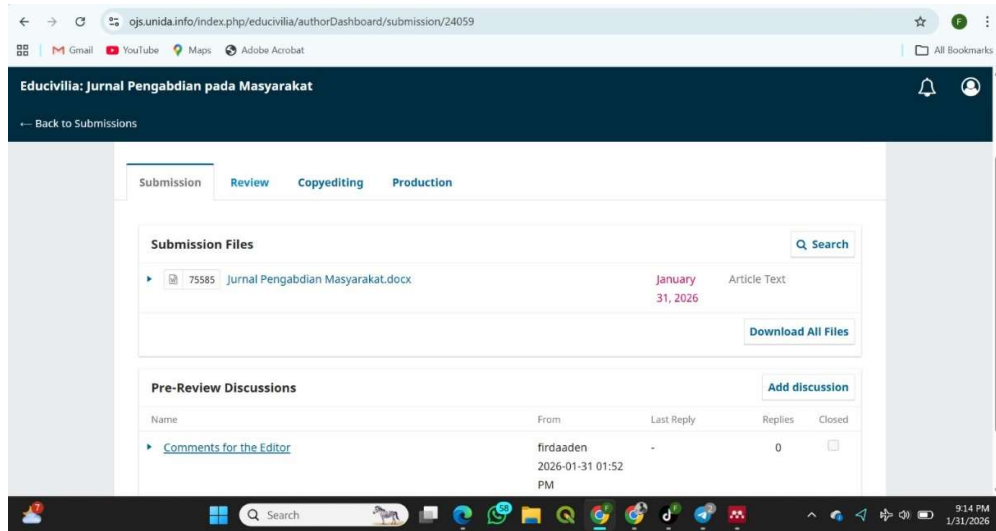 ojs.unida.info/index.php/educivilia/authorDashboard/submission/24059
F
Gmail YouTube Maps Adobe Acrobat All Bookmarks
Educivilia: Jurnal Pengabdian pada Masyarakat
← Back to Submissions
Submission Review Copyediting Production
Submission Files Search
75585 Jurnal Pengabdian Masyarakat.docx January Article Text
31, 2026
Download All Files
Pre-Review Discussions Add discussion
Name From Last Reply Replies Closed
Comments for the Editor firdaaden - 0
2026-01-31 01:52
PM
7 Search 58 9:14 PM
1/31/2026